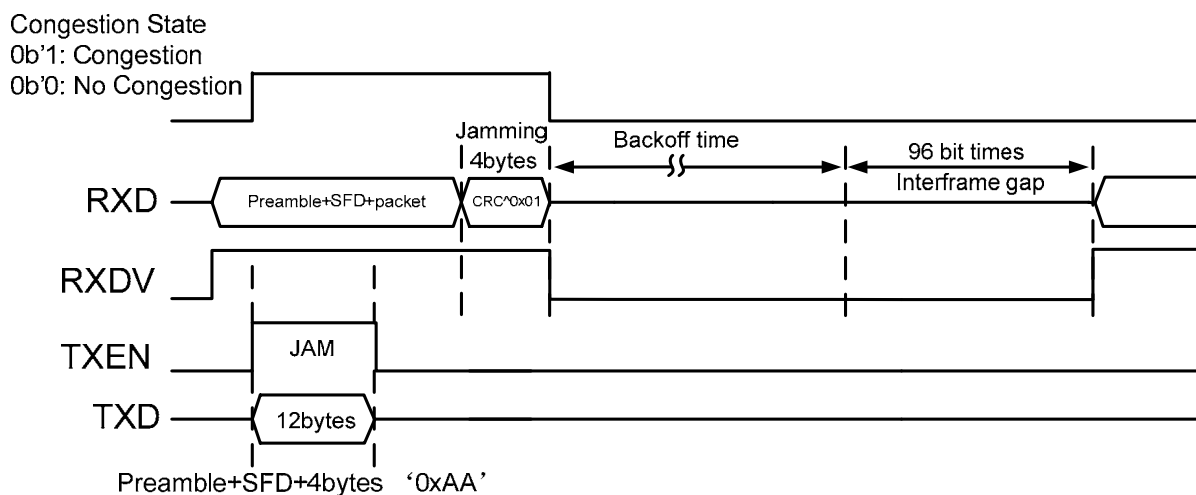 Congestion State
0b'1: Congestion
0b'0: No Congestion
Jamming
4bytes
Backoff time
96 bit times
Interframe gap
RXD
Preamble+SFD+packet
CRC^0x01
RXDV
TXEN
JAM
TXD
12bytes
Preamble+SFD+4bytes ‘0xAA’